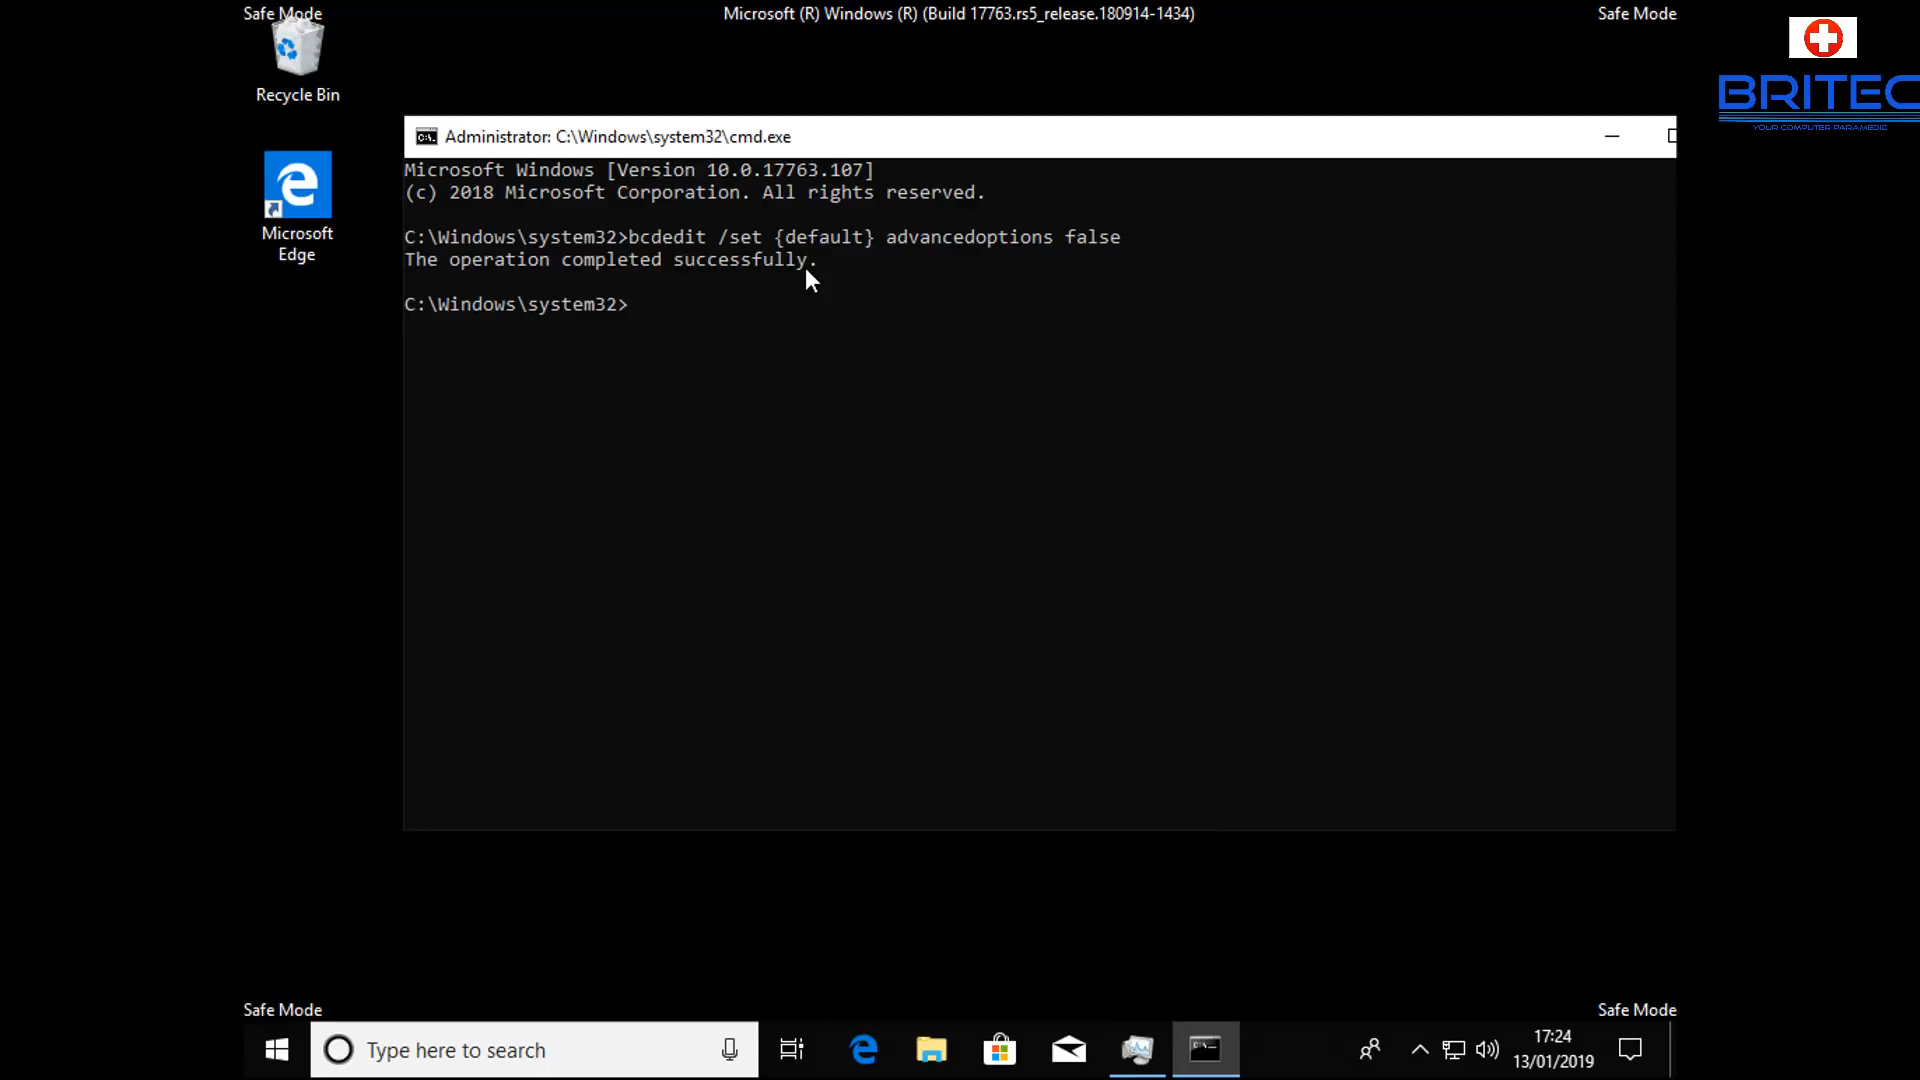 Safe Mode
Microsoft (R) Windows (R) (Build 17763.rs5_release.180914-1434)
Safe Mode
Recycle Bin
BRITEC
YOUR COMPUTER PARAMEDIC
Administrator: C:\Windows\system32\cmd.exe
Microsoft Windows [Version 10.0.17763.107]
(c) 2018 Microsoft Corporation. All rights reserved.
C:\Windows\system32>bcdedit /set {default} advancedoptions false
The operation completed successfully.
C:\Windows\system32>
Microsoft
Edge
Safe Mode
Safe Mode
Type here to search
17:24
13/01/2019